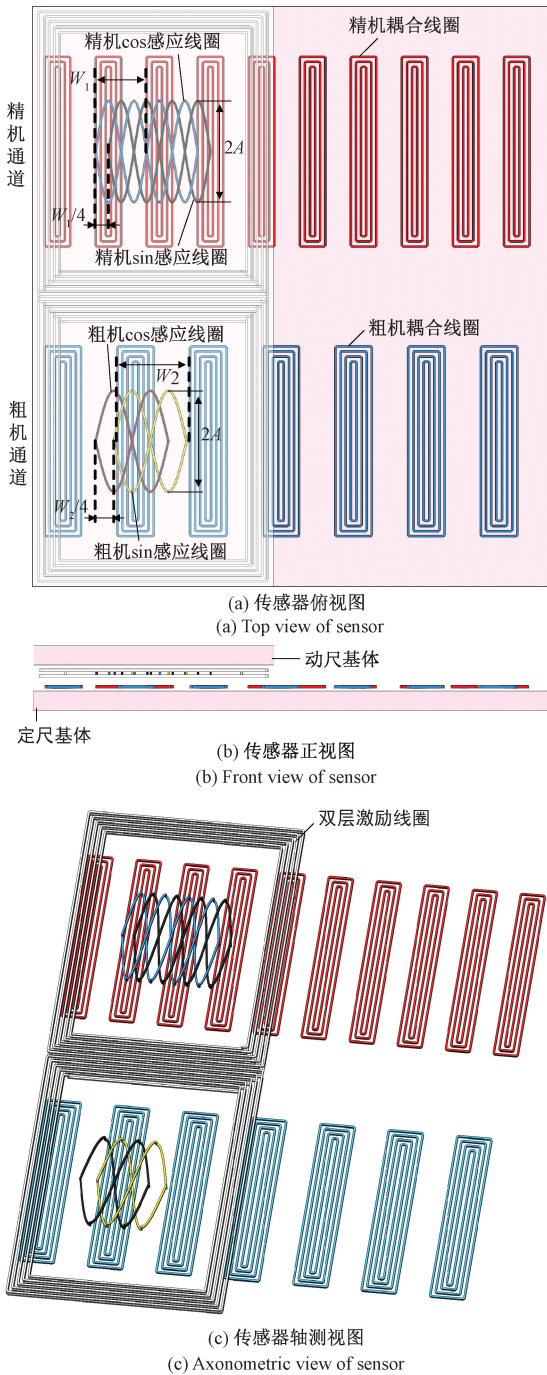 精机cos感应线圈
精机耦合线圈
W₁
精机通道
2A
W₁/4
精机sin感应线圈
粗机cos感应线圈
粗机耦合线圈
W2
粗机通道
2A
W₂/4
粗机sin感应线圈
(a) 传感器俯视图
(a) Top view of sensor
动尺基体
定尺基体
(b) 传感器正视图
(b) Front view of sensor
双层激励线圈
(c) 传感器轴测视图
(c) Axonometric view of sensor